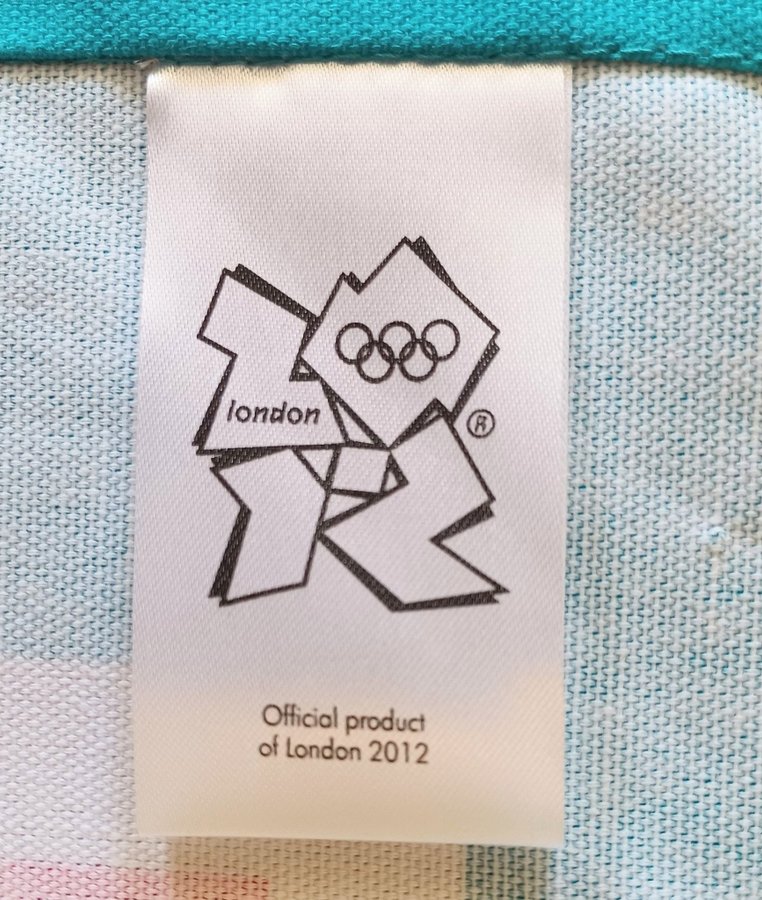 london
®
Official product
of London 2012